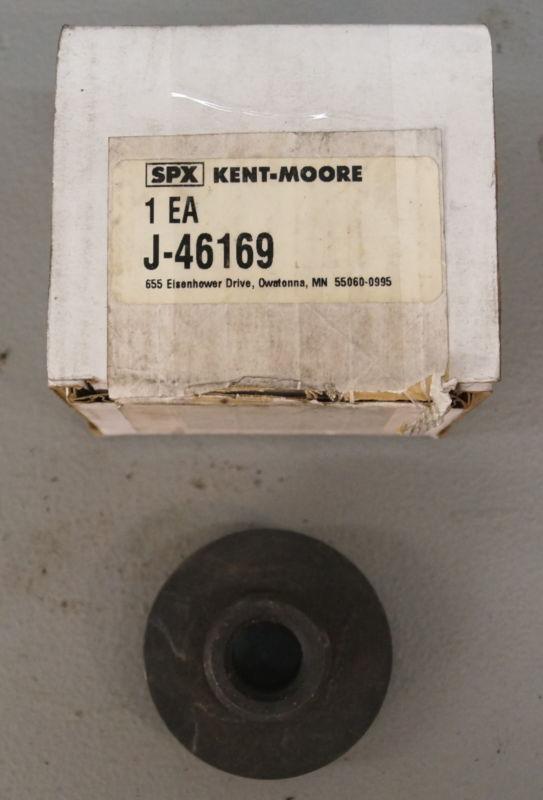 SPX KENT-MOORE
1 EA
J-46169
655 Eisenhower Drive, Owatonna, MN 55060-0995